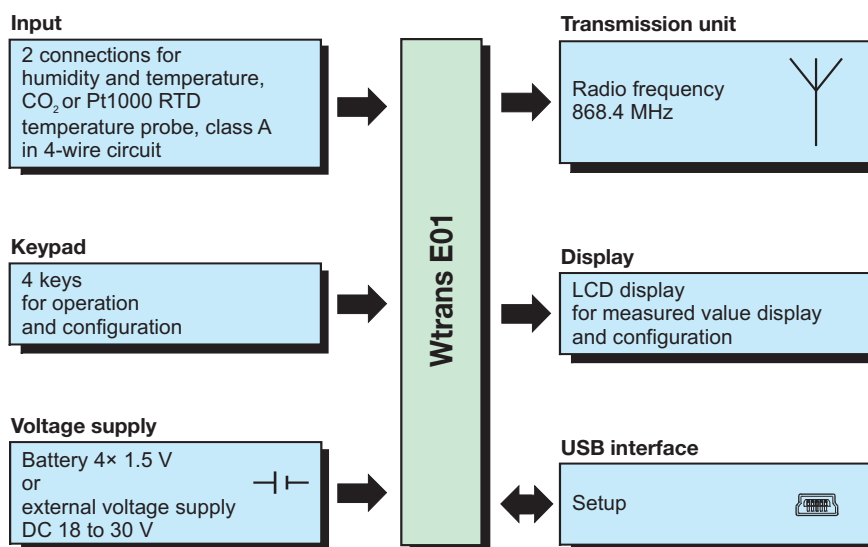 Input
2 connections for
humidity and temperature,
CO₂ or Pt1000 RTD
temperature probe, class A
in 4-wire circuit
Keypad
4 keys
for operation
and configuration
Voltage supply
Battery 4× 1.5 V
or
external voltage supply
DC 18 to 30 V
Wtrans E01
Transmission unit
Radio frequency
868.4 MHz
Display
LCD display
for measured value display
and configuration
USB interface
Setup